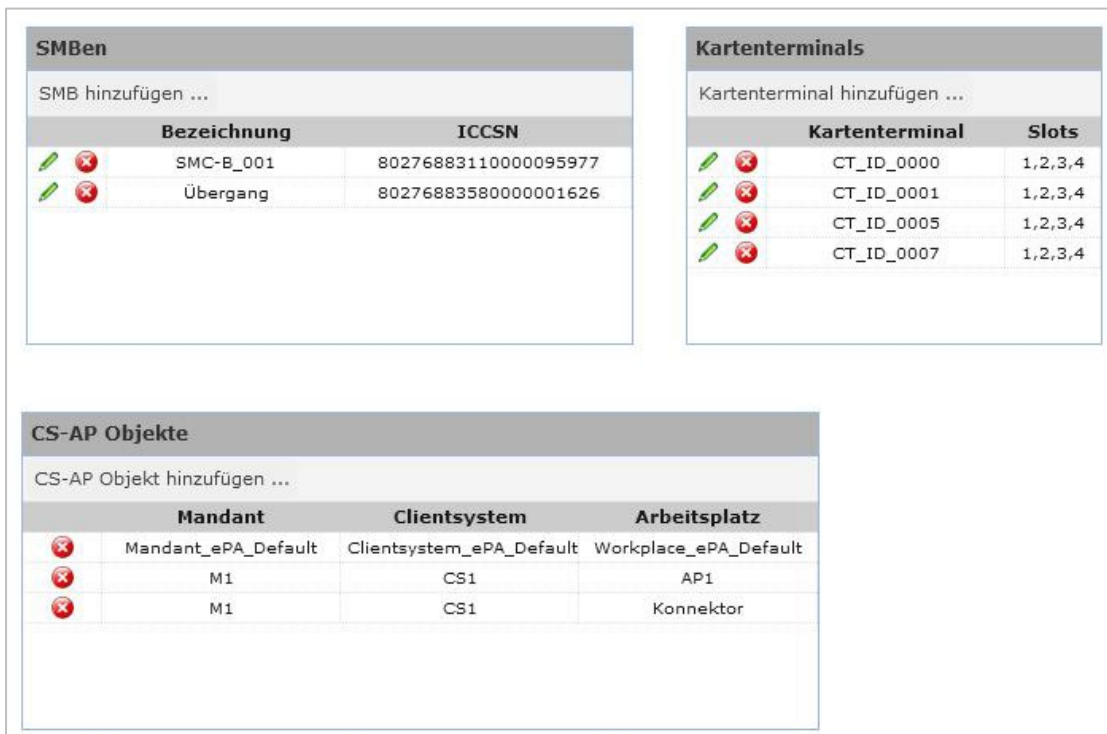 SMBen
SMB hinzufügen ...
Bezeichnung ICCSN
SMC-B_001 80276883110000095977
Übergang 80276883580000001626
Kartenterminals
Kartenterminal hinzufügen ...
Kartenterminal Slots
CT_ID_0000 1,2,3,4
CT_ID_0001 1,2,3,4
CT_ID_0005 1,2,3,4
CT_ID_0007 1,2,3,4
CS-AP Objekte
CS-AP Objekt hinzufügen ...
Mandant Clientsystem Arbeitsplatz
Mandant_ePA_Default Clientsystem_ePA_Default Workplace_ePA_Default
M1 CS1 AP1
M1 CS1 Konnektor